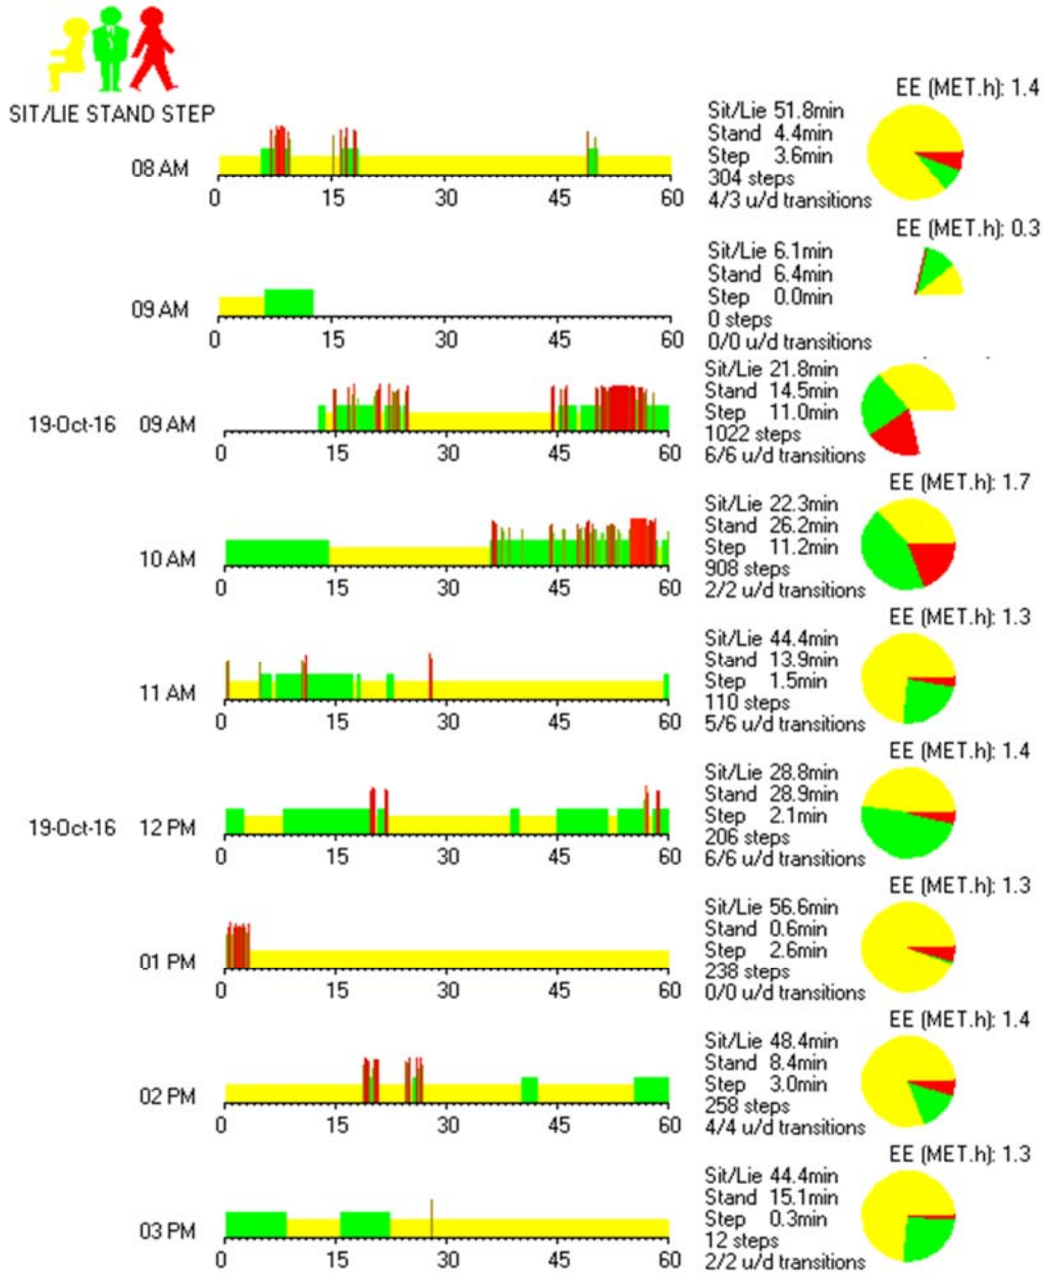 SIT/LIE STAND STEP
EE (MET.h): 1.4
Sit/Lie 51.8min
Stand 4.4min
Step 3.6min
304 steps
4/3 u/d transitions
08 AM
0 15 30 45 60
EE (MET.h): 0.3
Sit/Lie 6.1min
Stand 6.4min
Step 0.0min
0 steps
0/0 u/d transitions
09 AM
0 15 30 45 60
Sit/Lie 21.8min
Stand 14.5min
Step 11.0min
1022 steps
6/6 u/d transitions
19-Oct-16 09 AM
0 15 30 45 60
EE (MET.h): 1.7
Sit/Lie 22.3min
Stand 26.2min
Step 11.2min
908 steps
2/2 u/d transitions
10 AM
0 15 30 45 60
EE (MET.h): 1.3
Sit/Lie 44.4min
Stand 13.9min
Step 1.5min
110 steps
5/6 u/d transitions
11 AM
0 15 30 45 60
EE (MET.h): 1.4
Sit/Lie 28.8min
Stand 28.9min
Step 2.1min
206 steps
6/6 u/d transitions
19-Oct-16 12 PM
0 15 30 45 60
EE (MET.h): 1.3
Sit/Lie 56.6min
Stand 0.6min
Step 2.6min
238 steps
0/0 u/d transitions
01 PM
0 15 30 45 60
EE (MET.h): 1.4
Sit/Lie 48.4min
Stand 8.4min
Step 3.0min
258 steps
4/4 u/d transitions
02 PM
0 15 30 45 60
EE (MET.h): 1.3
Sit/Lie 44.4min
Stand 15.1min
Step 0.3min
12 steps
2/2 u/d transitions
03 PM
0 15 30 45 60